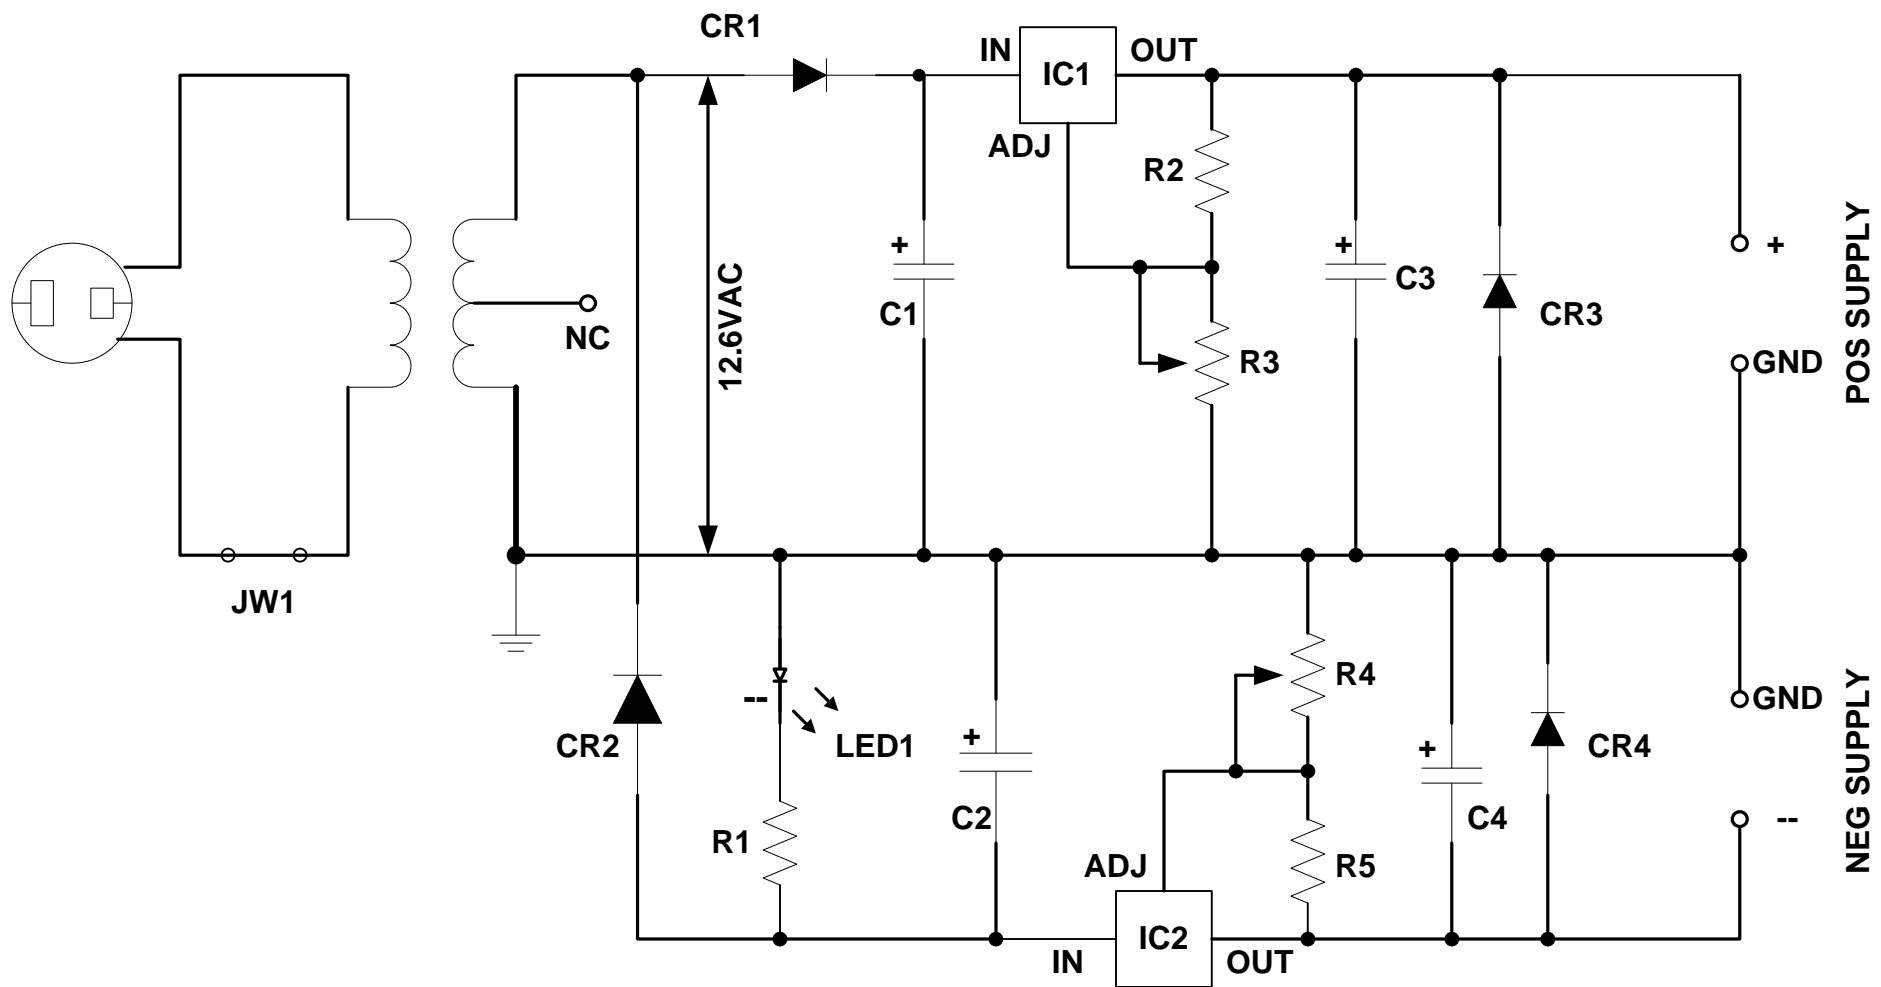 CR1
IN
IC1
OUT
ADJ
R2
+
C1
+
C3
CR3
+
NC
12.6VAC
R3
GND
POS SUPPLY
JW1
R4
--
LED1
GND
CR2
+
+
CR4
C2
C4
--
R1
ADJ
R5
NEG SUPPLY
IN
IC2
OUT